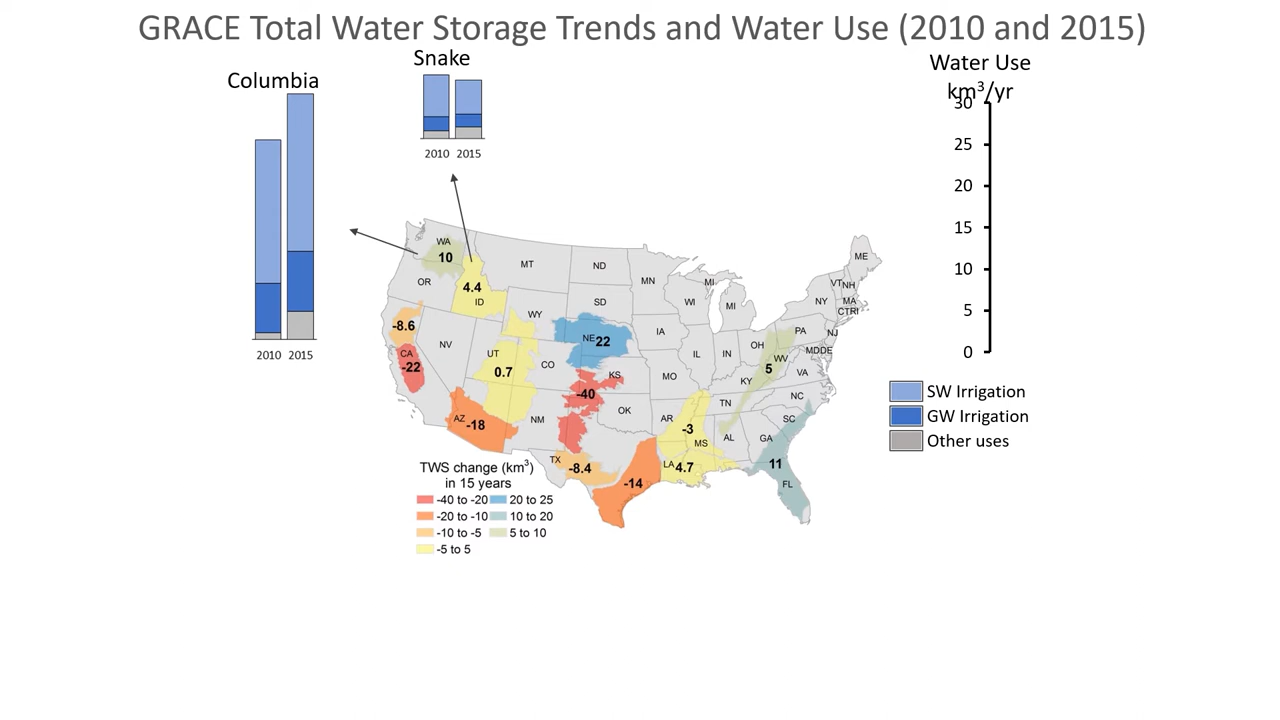 GRACE Total Water Storage Trends and Water Use (2010 and 2015)
Columbia
2010 2015
Snake
2010 2015
Water Use
km³/yr
30
25
20
15
10
5
0
SW Irrigation
GW Irrigation
Other uses
WA
10
OR
4.4
ID
MT
ND
MN
SD
WY
WI
MI
MI
ME
VT
NH
NY
MA
CT
RI
PA
NJ
MD
DE
-8.6
CA
-22
NV
UT
0.7
CO
NE
22
IA
IL
IN
OH
WV
VA
5
KY
KS
-40
MO
OK
AR
TN
NC
SC
AZ
-18
NM
-3
MS
AL
GA
11
FL
TX
-8.4
-14
LA
4.7
TWS change (km³)
in 15 years
-40 to -20 20 to 25
-20 to -10 10 to 20
-10 to -5 5 to 10
-5 to 5